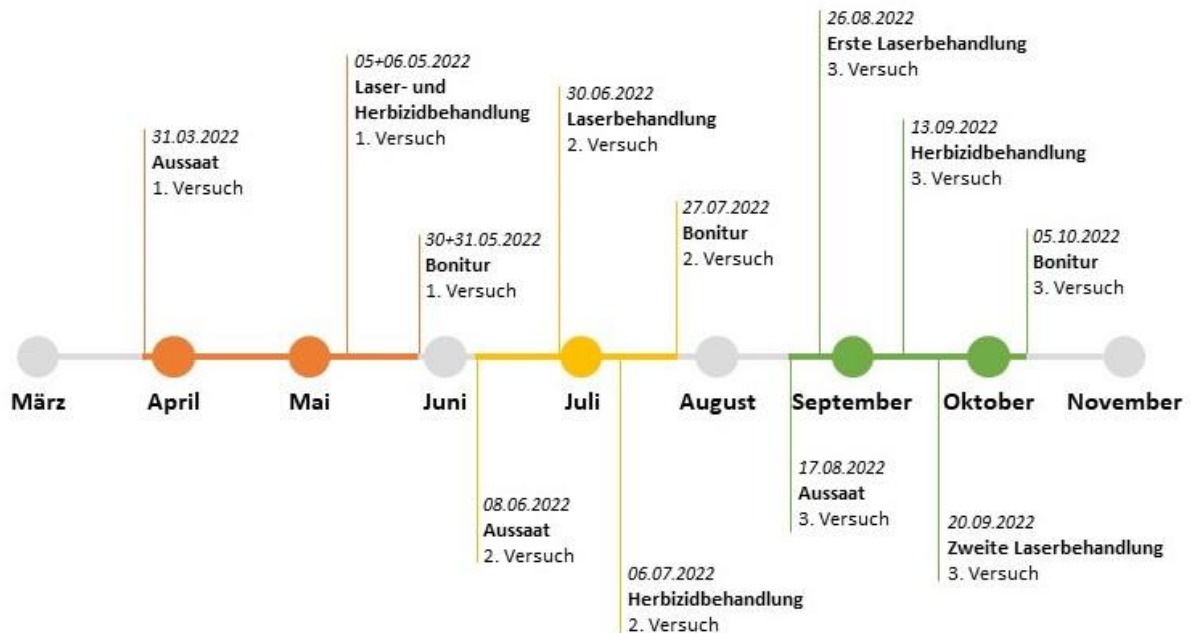 26.08.2022
Erste Laserbehandlung
3. Versuch
05+06.05.2022
Laser- und
Herbizidbehandlung
1. Versuch
30.06.2022
Laserbehandlung
2. Versuch
13.09.2022
Herbizidbehandlung
3. Versuch
31.03.2022
Aussaat
1. Versuch
27.07.2022
Bonitur
2. Versuch
30+31.05.2022
Bonitur
1. Versuch
05.10.2022
Bonitur
3. Versuch
März April Mai Juni Juli August September Oktober November
17.08.2022
Aussaat
3. Versuch
08.06.2022
Aussaat
2. Versuch
20.09.2022
Zweite Laserbehandlung
3. Versuch
06.07.2022
Herbizidbehandlung
2. Versuch